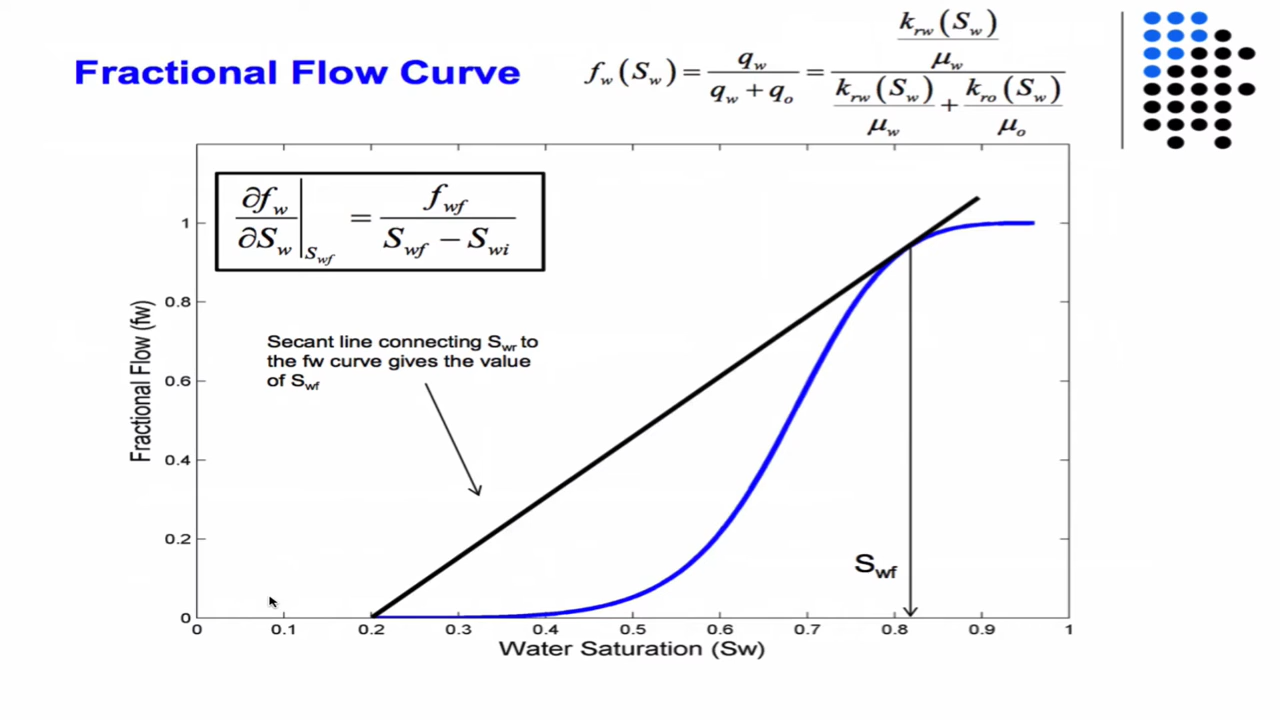 Fractional Flow Curve
f_w(S_w) = q_w / (q_w + q_o) = (k_rw(S_w) / μ_w) / (k_rw(S_w) / μ_w + k_ro(S_w) / μ_o)
∂f_w / ∂S_w |_S_wf = f_wf / (S_wf − S_wi)
Secant line connecting S_wr to
the fw curve gives the value
of S_wf
Fractional Flow (fw)
1
0.8
0.6
0.4
0.2
0
S_wf
0 0.1 0.2 0.3 0.4 0.5 0.6 0.7 0.8 0.9 1
Water Saturation (Sw)